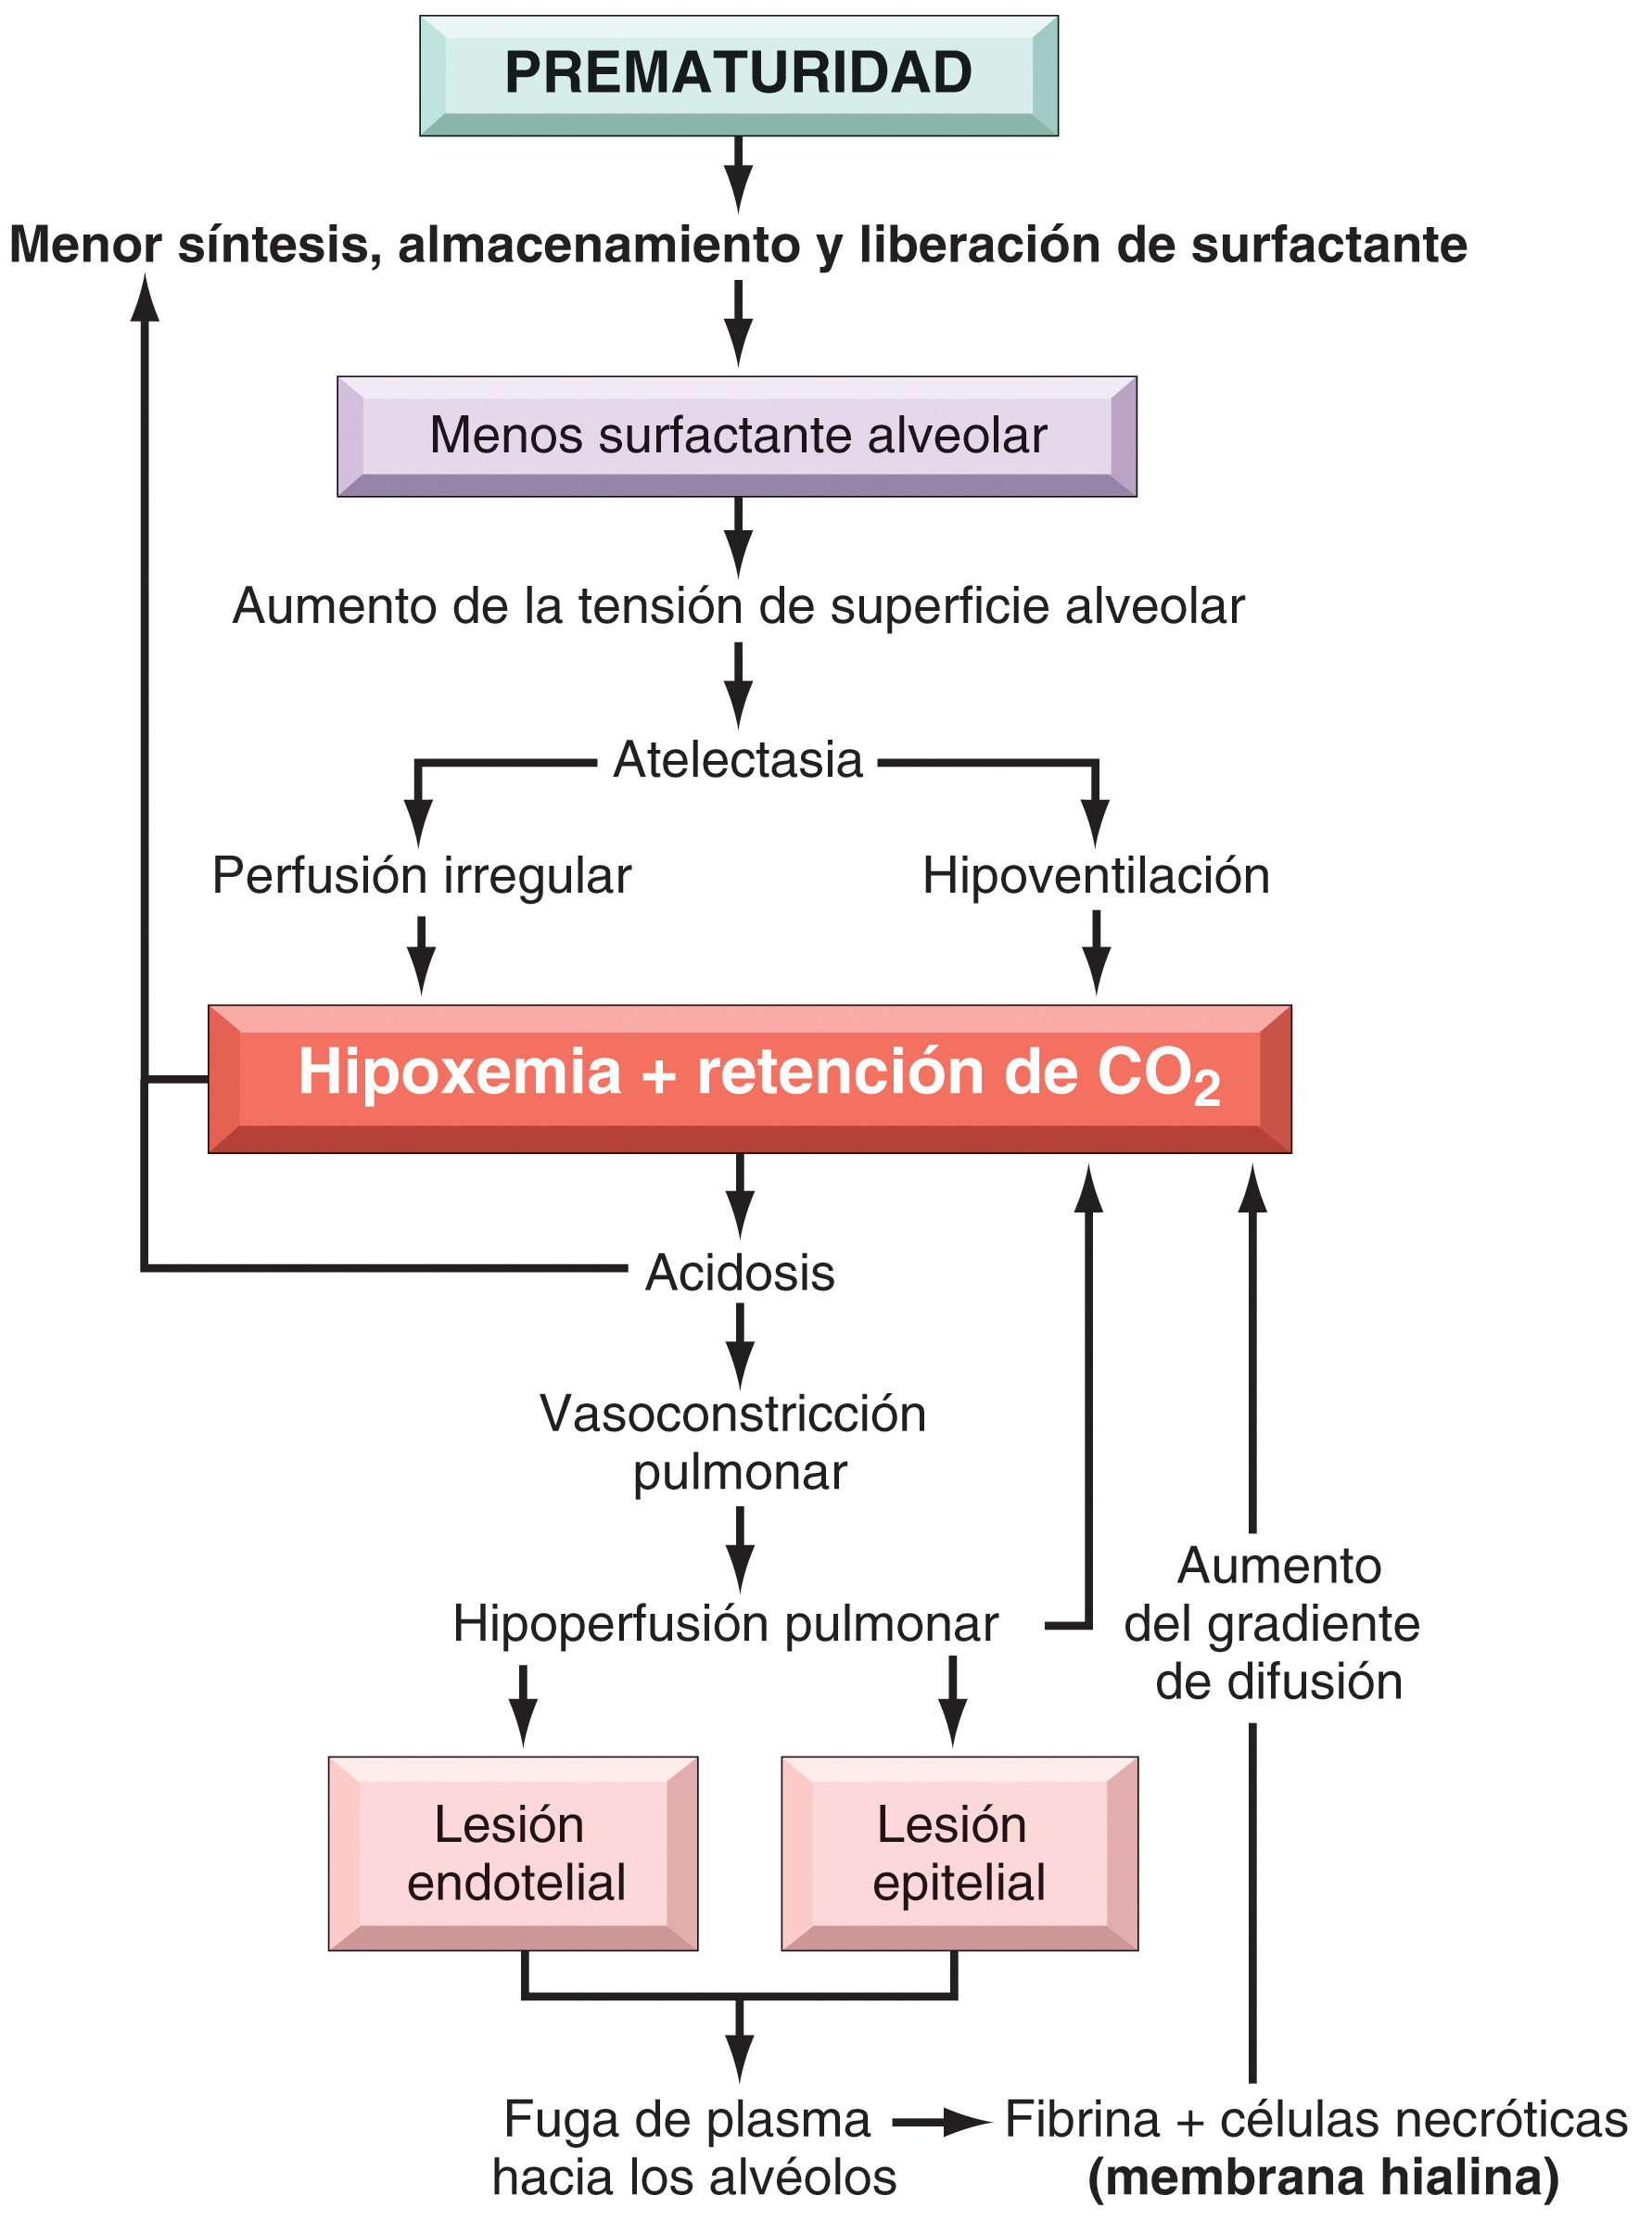 PREMATURIDAD
Menor síntesis, almacenamiento y liberación de surfactante
Menos surfactante alveolar
Aumento de la tensión de superficie alveolar
Atelectasia
Perfusión irregular
Hipoventilación
Hipoxemia + retención de CO₂
Acidosis
Vasoconstricción
pulmonar
Hipoperfusión pulmonar
Aumento
del gradiente
de difusión
Lesión
endotelial
Lesión
epitelial
Fuga de plasma
hacia los alvéolos
Fibrina + células necróticas
(membrana hialina)